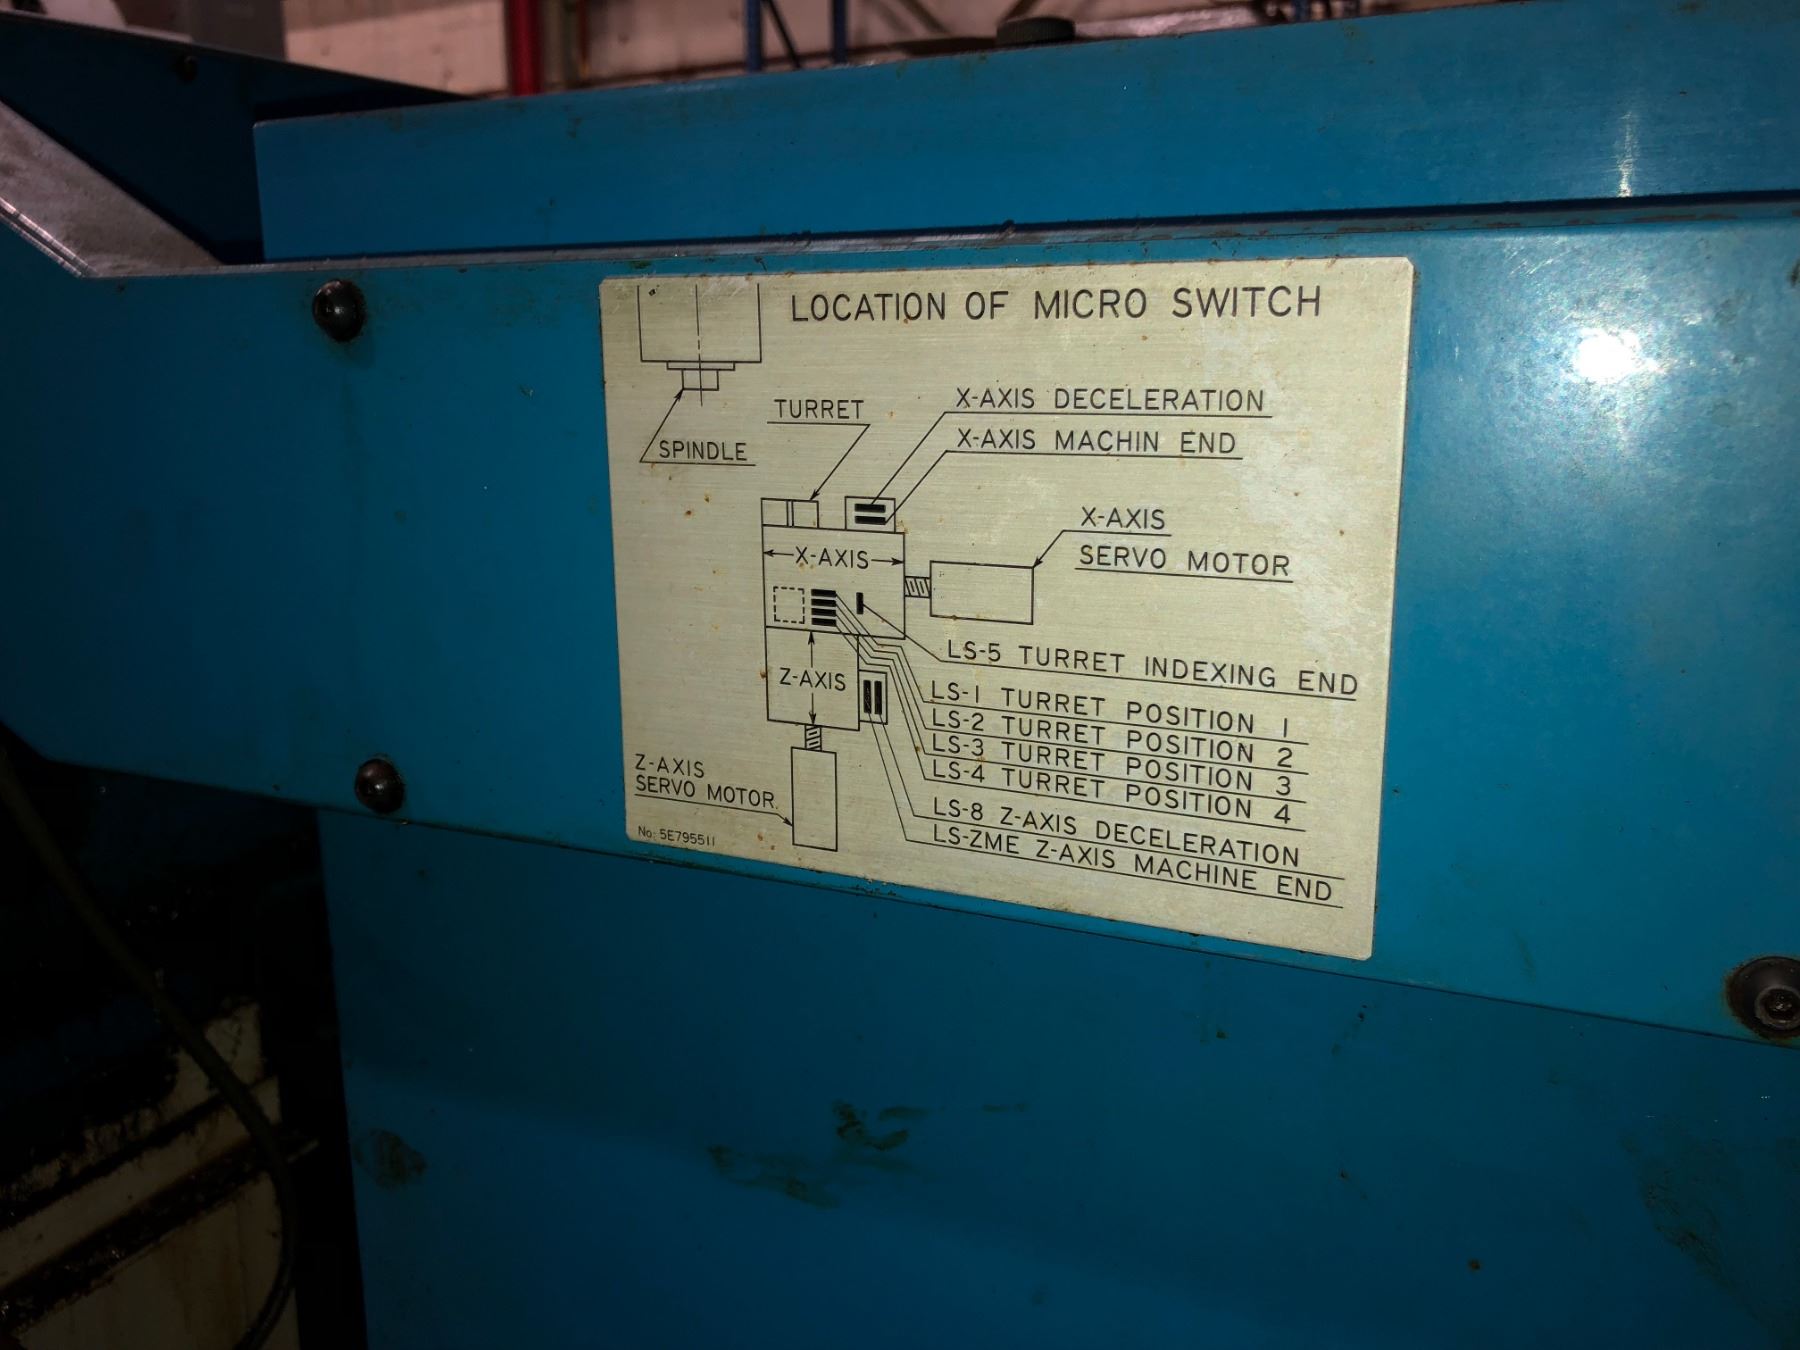 LOCATION OF MICRO SWITCH
X-AXIS DECELERATION
TURRET
X-AXIS MACHIN END
SPINDLE
X-AXIS
SERVO MOTOR
X-AXIS
LS-5 TURRET INDEXING END
Z-AXIS
LS-1 TURRET POSITION 1
LS-2 TURRET POSITION 2
LS-3 TURRET POSITION 3
LS-4 TURRET POSITION 4
Z-AXIS
SERVO MOTOR
LS-8 Z-AXIS DECELERATION
LS-ZME Z-AXIS MACHINE END
No: 5E795511